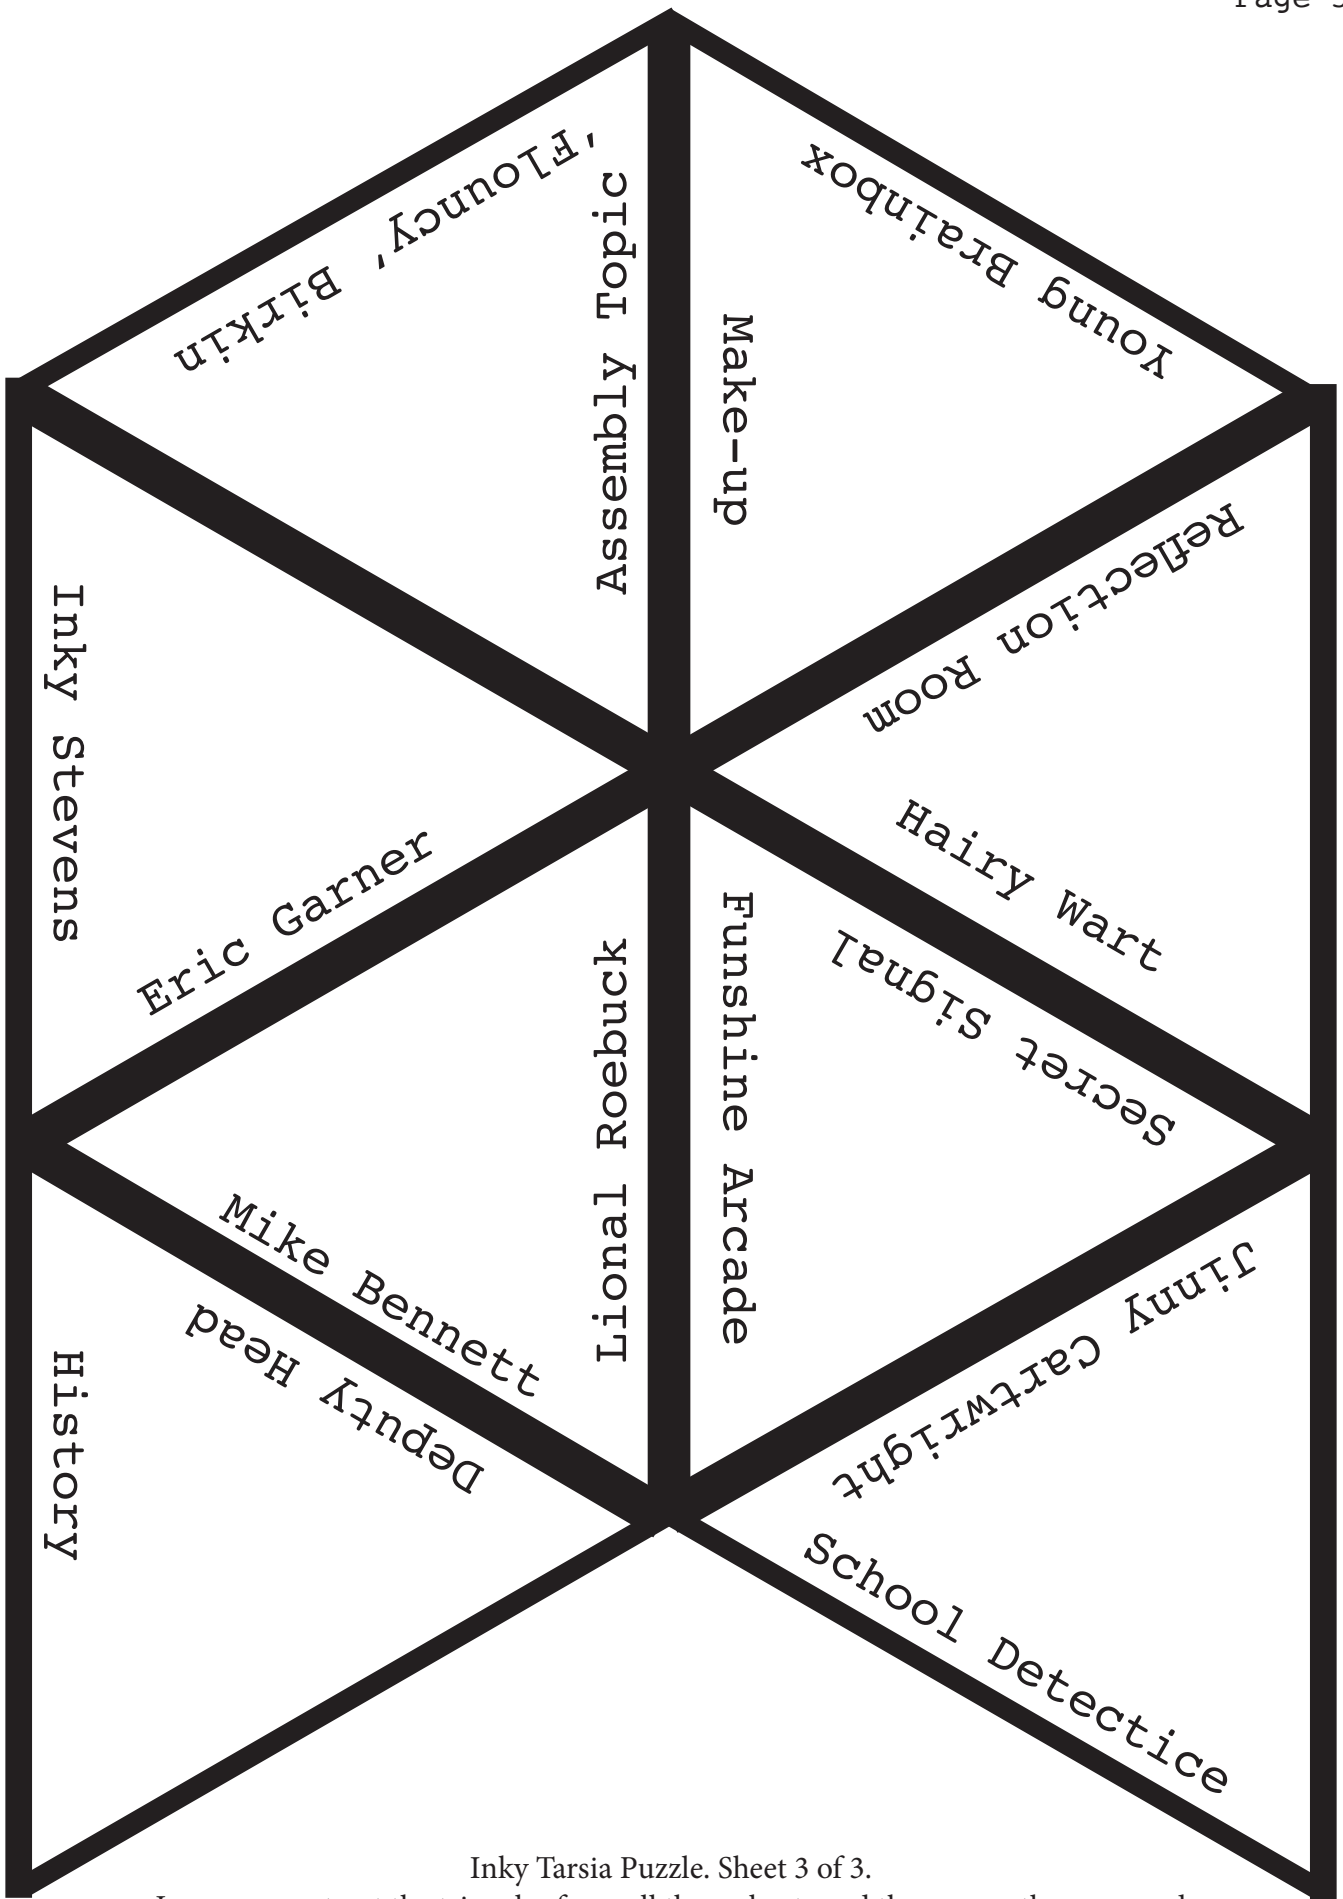 Page
'Flouncy' Birkin
Assembly Topic
Make-up
Young Brainbox
Inky Stevens
Eric Garner
Reflection Room
Hairy Wart
Lional Roebuck
Mike Bennett
Funshine Arcade
Secret Signal
History
Deputy Head
Jinny Cartwright
School Detectice
Inky Tarsia Puzzle. Sheet 3 of 3.